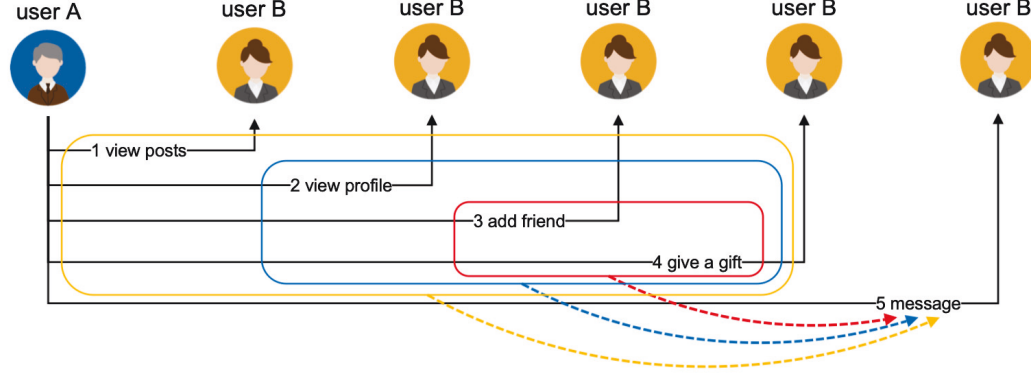 user A
user B
user B
user B
user B
user B
1 view posts
2 view profile
3 add friend
4 give a gift
5 message